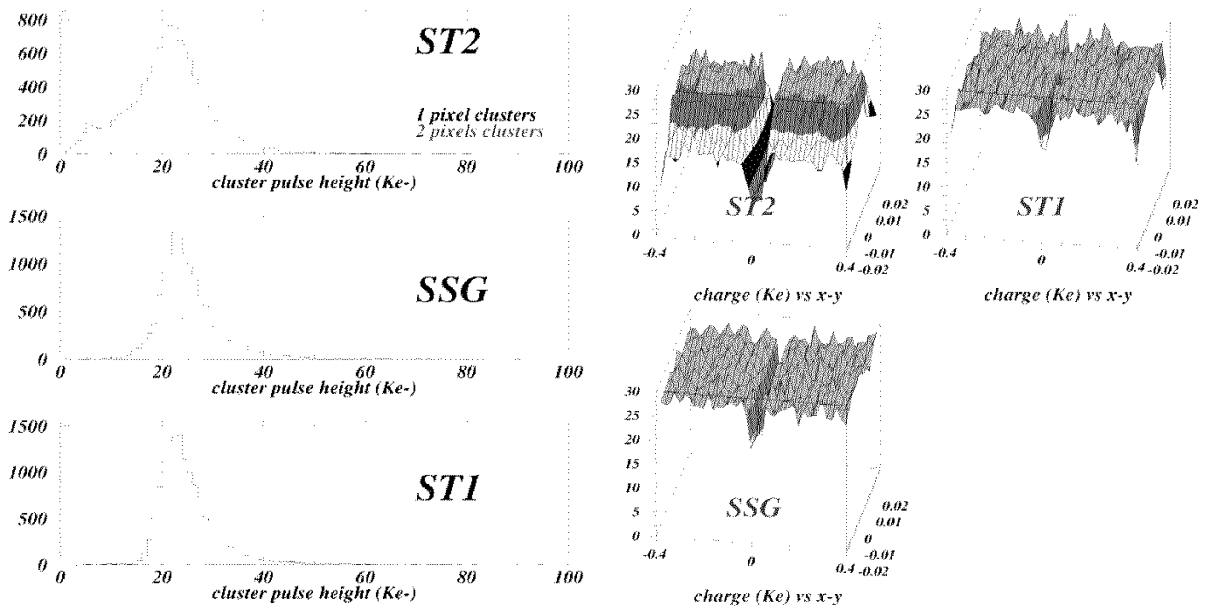 800
600
400
200
0
ST2
1 pixel clusters
2 pixels clusters
0 20 40 60 80 100
cluster pulse height (Ke-)
1500
1000
500
0
SSG
0 20 40 60 80 100
cluster pulse height (Ke-)
1500
1000
500
0
ST1
0 20 40 60 80 100
cluster pulse height (Ke-)
30
25
20
15
10
5
0
ST2
0.02
0.01
0
-0.01
-0.02
-0.4 0 0.4
charge (Ke) vs x-y
30
25
20
15
10
5
0
ST1
0.02
0.01
0
-0.01
-0.02
-0.4 0 0.4
charge (Ke) vs x-y
30
25
20
15
10
5
0
SSG
0.02
0.01
0
-0.01
-0.02
-0.4 0 0.4
charge (Ke) vs x-y